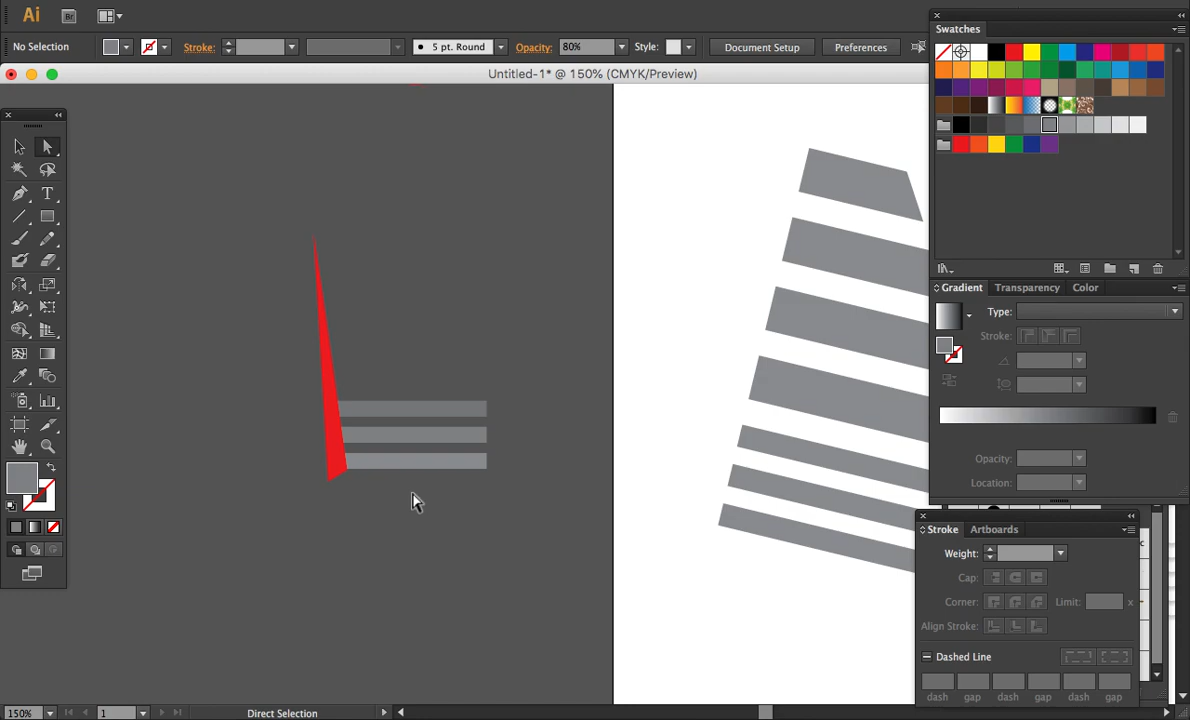 Ai
Br
No Selection
Stroke:
5 pt. Round
Opacity:
80%
Style:
Document Setup
Preferences
Untitled-1* @ 150% (CMYK/Preview)
Swatches
Gradient
Transparency
Color
Type:
Stroke:
Opacity:
Location:
Stroke
Artboards
Weight:
Cap:
Corner:
Limit:
x
Align Stroke:
Dashed Line
dash gap dash gap dash gap
150%
1
Direct Selection